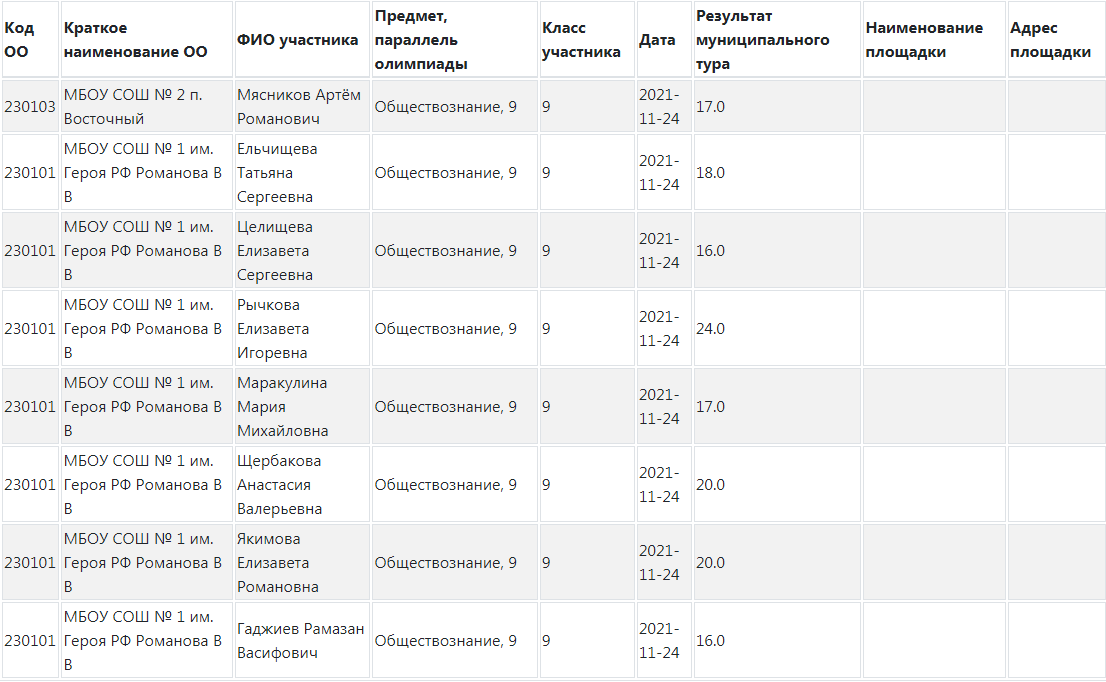 Код ОО
Краткое наименование ОО
ФИО участника
Предмет, параллель олимпиады
Класс участника
Дата
Результат муниципального тура
Наименование площадки
Адрес площадки
230103
МБОУ СОШ № 2 п.
Восточный
Мясников Артём
Романович
Обществознание, 9
9
2021-
11-24
17.0
230101
МБОУ СОШ № 1 им.
Героя РФ Романова В
В
Ельчищева
Татьяна
Сергеевна
Обществознание, 9
9
2021-
11-24
18.0
230101
МБОУ СОШ № 1 им.
Героя РФ Романова В
В
Целищева
Елизавета
Сергеевна
Обществознание, 9
9
2021-
11-24
16.0
230101
МБОУ СОШ № 1 им.
Героя РФ Романова В
В
Рычкова
Елизавета
Игоревна
Обществознание, 9
9
2021-
11-24
24.0
230101
МБОУ СОШ № 1 им.
Героя РФ Романова В
В
Маракулина
Мария
Михайловна
Обществознание, 9
9
2021-
11-24
17.0
230101
МБОУ СОШ № 1 им.
Героя РФ Романова В
В
Щербакова
Анастасия
Валерьевна
Обществознание, 9
9
2021-
11-24
20.0
230101
МБОУ СОШ № 1 им.
Героя РФ Романова В
В
Якимова
Елизавета
Романовна
Обществознание, 9
9
2021-
11-24
20.0
230101
МБОУ СОШ № 1 им.
Героя РФ Романова В
В
Гаджиев Рамазан
Васифович
Обществознание, 9
9
2021-
11-24
16.0